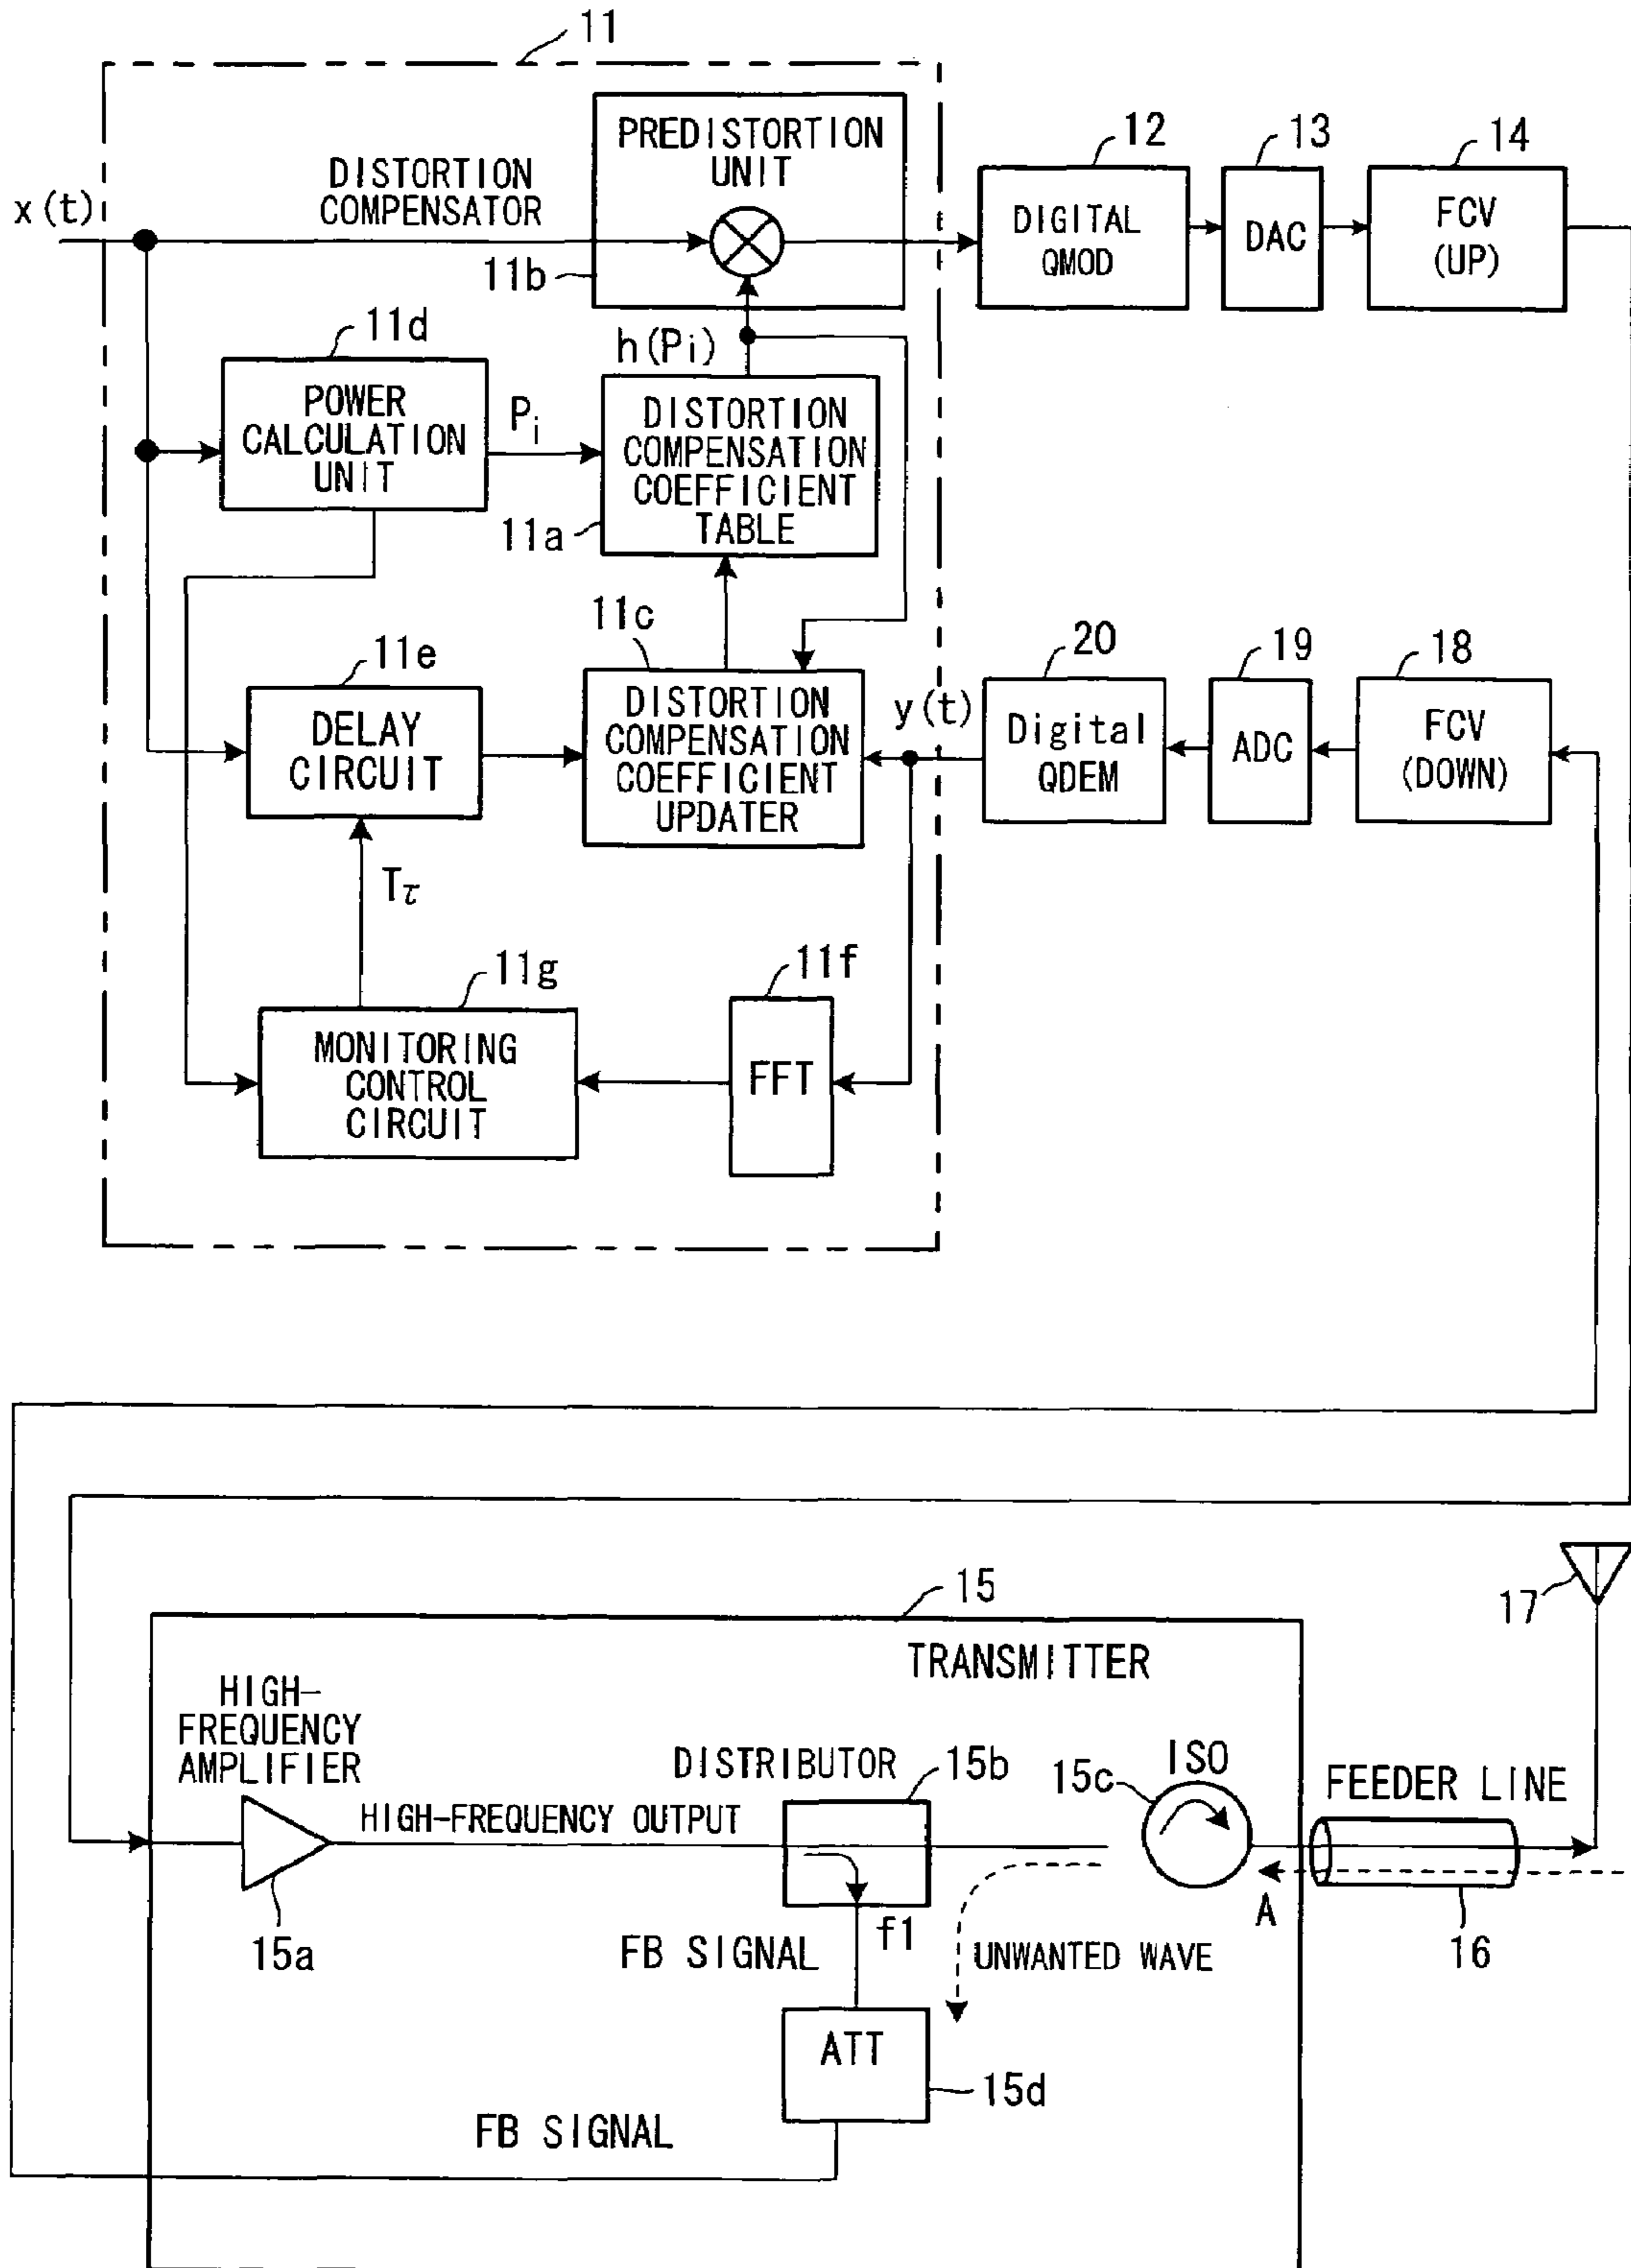 11
PREDISTORTION
UNIT
12
13
14
x(t)
DISTORTION
COMPENSATOR
11b
DIGITAL
QMOD
DAC
FCV
(UP)
11d
h(Pi)
POWER
CALCULATION
UNIT
Pi
DISTORTION
COMPENSATION
COEFFICIENT
TABLE
11a
11c
11e
20
19
18
DELAY
CIRCUIT
DISTORTION
COMPENSATION
COEFFICIENT
UPDATER
y(t)
Digital
QDEM
ADC
FCV
(DOWN)
Tτ
11g
11f
MONITORING
CONTROL
CIRCUIT
FFT
15
17
TRANSMITTER
HIGH-
FREQUENCY
AMPLIFIER
DISTRIBUTOR
15b
15c
ISO
FEEDER LINE
HIGH-FREQUENCY OUTPUT
A
15a
FB SIGNAL
f1
UNWANTED WAVE
16
ATT
15d
FB SIGNAL